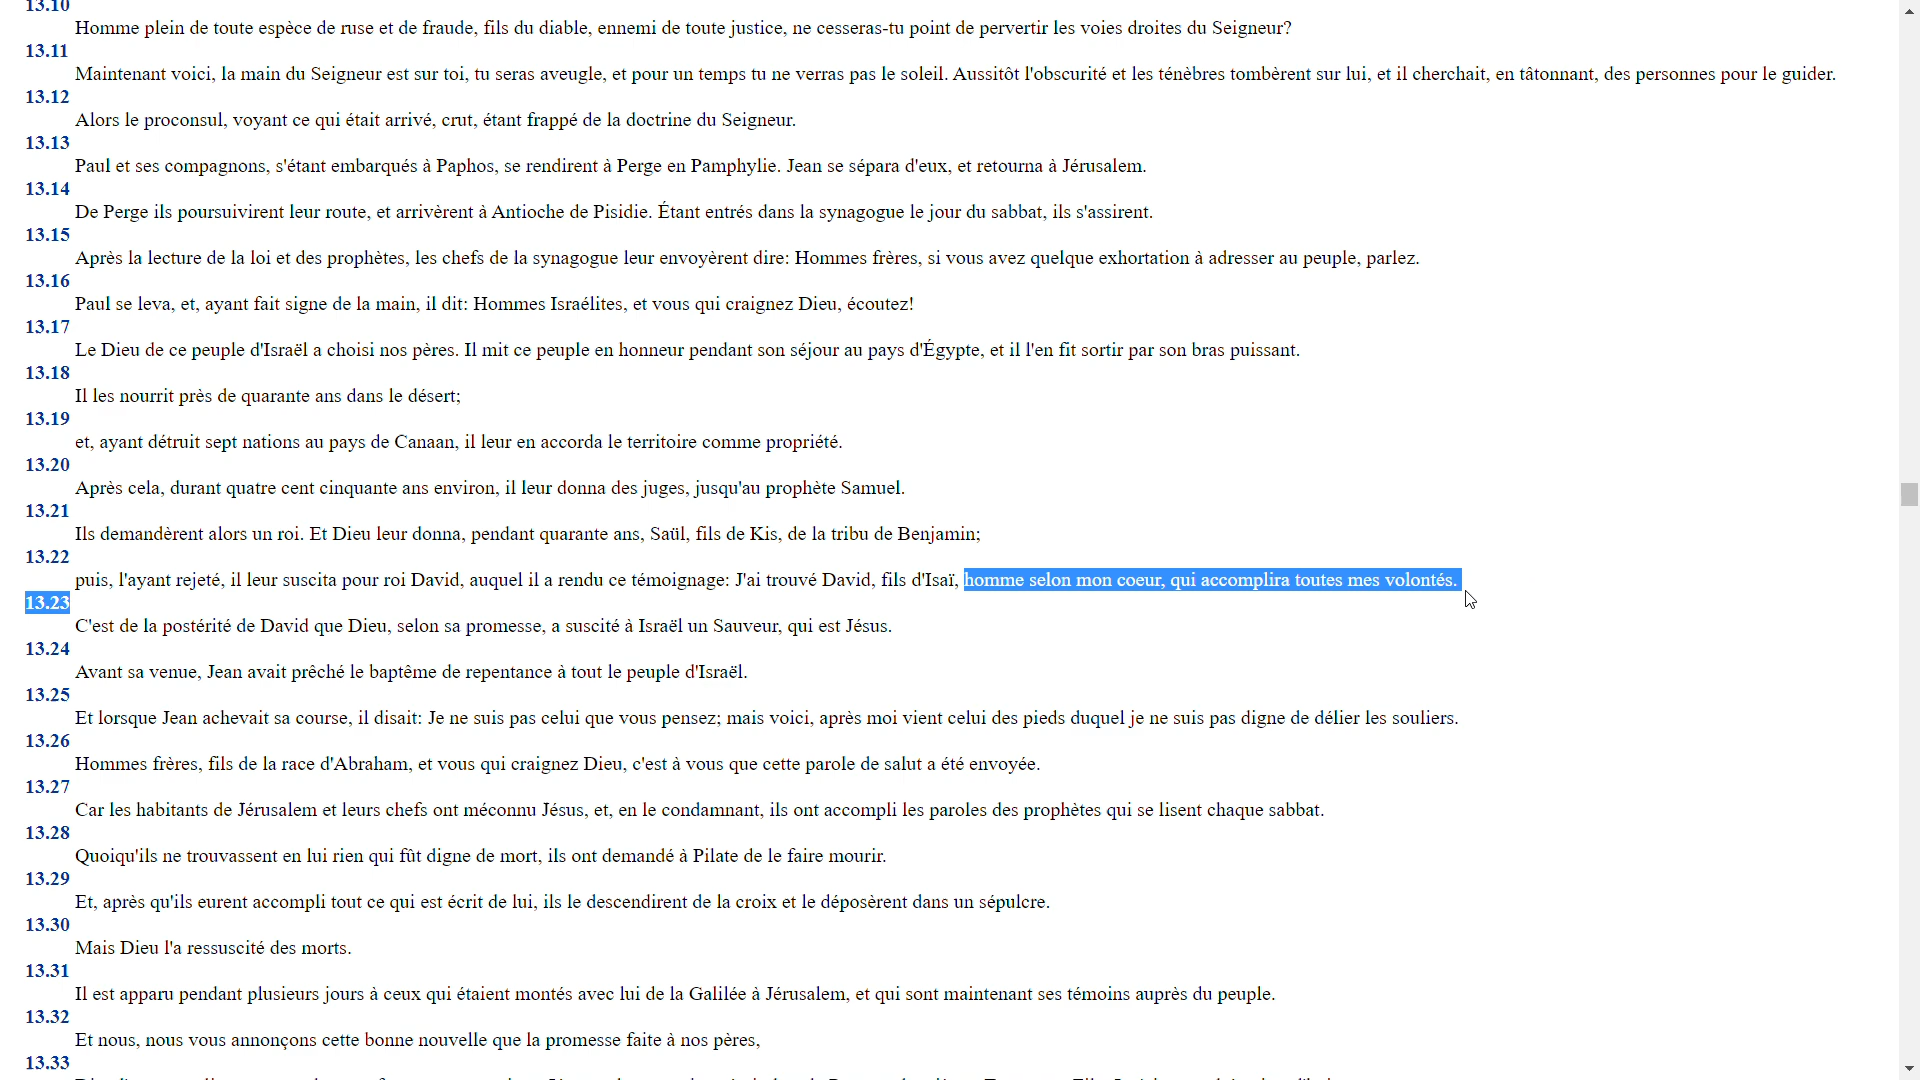 13.10
Homme plein de toute espèce de ruse et de fraude, fils du diable, ennemi de toute justice, ne cesseras-tu point de pervertir les voies droites du Seigneur?
13.11
Maintenant voici, la main du Seigneur est sur toi, tu seras aveugle, et pour un temps tu ne verras pas le soleil. Aussitôt l'obscurité et les ténèbres tombèrent sur lui, et il cherchait, en tâtonnant, des personnes pour le guider.
13.12
Alors le proconsul, voyant ce qui était arrivé, crut, étant frappé de la doctrine du Seigneur.
13.13
Paul et ses compagnons, s'étant embarqués à Paphos, se rendirent à Perge en Pamphylie. Jean se sépara d'eux, et retourna à Jérusalem.
13.14
De Perge ils poursuivirent leur route, et arrivèrent à Antioche de Pisidie. Étant entrés dans la synagogue le jour du sabbat, ils s'assirent.
13.15
Après la lecture de la loi et des prophètes, les chefs de la synagogue leur envoyèrent dire: Hommes frères, si vous avez quelque exhortation à adresser au peuple, parlez.
13.16
Paul se leva, et, ayant fait signe de la main, il dit: Hommes Israélites, et vous qui craignez Dieu, écoutez!
13.17
Le Dieu de ce peuple d'Israël a choisi nos pères. Il mit ce peuple en honneur pendant son séjour au pays d'Égypte, et il l'en fit sortir par son bras puissant.
13.18
Il les nourrit près de quarante ans dans le désert;
13.19
et, ayant détruit sept nations au pays de Canaan, il leur en accorda le territoire comme propriété.
13.20
Après cela, durant quatre cent cinquante ans environ, il leur donna des juges, jusqu'au prophète Samuel.
13.21
Ils demandèrent alors un roi. Et Dieu leur donna, pendant quarante ans, Saül, fils de Kis, de la tribu de Benjamin;
13.22
puis, l'ayant rejeté, il leur suscita pour roi David, auquel il a rendu ce témoignage: J'ai trouvé David, fils d'Isaï, homme selon mon coeur, qui accomplira toutes mes volontés.
13.23
C'est de la postérité de David que Dieu, selon sa promesse, a suscité à Israël un Sauveur, qui est Jésus.
13.24
Avant sa venue, Jean avait prêché le baptême de repentance à tout le peuple d'Israël.
13.25
Et lorsque Jean achevait sa course, il disait: Je ne suis pas celui que vous pensez; mais voici, après moi vient celui des pieds duquel je ne suis pas digne de délier les souliers.
13.26
Hommes frères, fils de la race d'Abraham, et vous qui craignez Dieu, c'est à vous que cette parole de salut a été envoyée.
13.27
Car les habitants de Jérusalem et leurs chefs ont méconnu Jésus, et, en le condamnant, ils ont accompli les paroles des prophètes qui se lisent chaque sabbat.
13.28
Quoiqu'ils ne trouvassent en lui rien qui fût digne de mort, ils ont demandé à Pilate de le faire mourir.
13.29
Et, après qu'ils eurent accompli tout ce qui est écrit de lui, ils le descendirent de la croix et le déposèrent dans un sépulcre.
13.30
Mais Dieu l'a ressuscité des morts.
13.31
Il est apparu pendant plusieurs jours à ceux qui étaient montés avec lui de la Galilée à Jérusalem, et qui sont maintenant ses témoins auprès du peuple.
13.32
Et nous, nous vous annonçons cette bonne nouvelle que la promesse faite à nos pères,
13.33